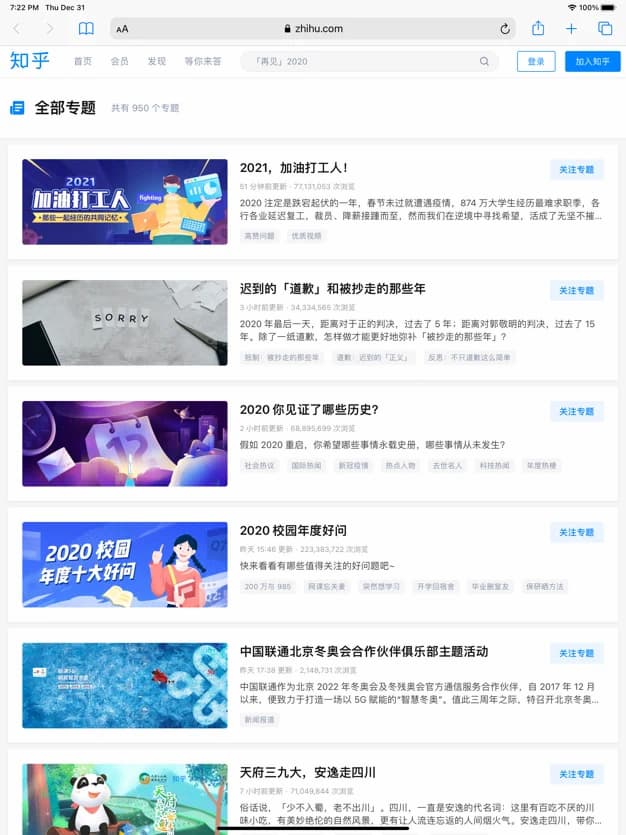 7:22 PM Thu Dec 31
100%
AA
zhihu.com
知乎
首页
会员
发现
等你来答
「再见」2020
登录
加入知乎
全部专题
共有 950 个专题
2021
加油打工人
fighting
那些一起经历的共同记忆
2021，加油打工人！
关注专题
51 分钟前更新 · 77,131,053 次浏览
2020 注定是跌宕起伏的一年，春节未过就遭遇疫情，874 万大学生经历最难求职季，各
行各业延迟复工，裁员、降薪接踵而至，然而我们在逆境中寻找希望，活成了无坚不摧...
高赞问题
优质视频
SORRY
迟到的「道歉」和被抄走的那些年
关注专题
3 小时前更新 · 34,334,565 次浏览
2020 年最后一天，距离对于正的判决，过去了 5 年；距离对郭敬明的判决，过去了 15
年。除了一纸道歉，怎样做才能更好地弥补「被抄走的那些年」？
抵制：被抄走的那些年
道歉：迟到的「正义」
反思：不只道歉这么简单
12
2020 你见证了哪些历史？
关注专题
2 小时前更新 · 68,895,699 次浏览
假如 2020 重启，你希望哪些事情永载史册，哪些事情从未发生？
社会热议
国际热闻
新冠疫情
热点人物
去世名人
科技热闻
年度热梗
2020 校园
年度十大好问
2020 校园年度好问
关注专题
昨天 15:46 更新 · 223,383,722 次浏览
快来看看有哪些值得关注的好问题吧~
200 万与 985
网课忘关麦
突然想学习
开学回宿舍
毕业删室友
保研晒方法
中国联通北京冬奥会合作伙伴俱乐部主题活动
关注专题
昨天 17:38 更新 · 2,148,731 次浏览
中国联通作为北京 2022 年冬奥会及冬残奥会官方通信服务合作伙伴，自 2017 年 12 月
以来，便致力于打造一场以 5G 赋能的“智慧冬奥”。值此三周年之际，特召开北京冬奥...
新闻报道
知乎
天府三九大，安逸走四川
关注专题
7 小时前更新 · 71,049,844 次浏览
俗话说，「少不入蜀，老不出川」。四川，一直是安逸的代名词：这里有百吃不厌的川
味小吃，有美妙绝伦的自然风景，更有让人流连忘返的人间烟火气。安逸走四川，带你...